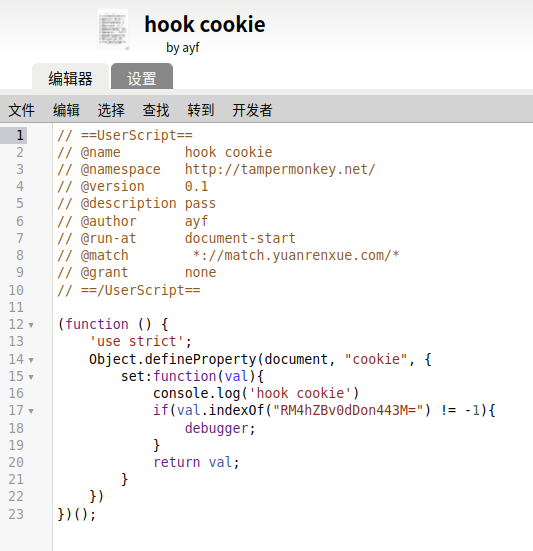 hook cookie
by ayf
编辑器 设置
文件 编辑 选择 查找 转到 开发者
1 // ==UserScript==
2 // @name         hook cookie
3 // @namespace    http://tampermonkey.net/
4 // @version      0.1
5 // @description  pass
6 // @author       ayf
7 // @run-at       document-start
8 // @match         *://match.yuanrenxue.com/*
9 // @grant        none
10 // ==/UserScript==
11
12 (function () {
13     'use strict';
14     Object.defineProperty(document, "cookie", {
15         set:function(val){
16             console.log('hook cookie')
17             if(val.indexOf("RM4hZBv0dDon443M=") != -1){
18                 debugger;
19             }
20             return val;
21         }
22     })
23 })();